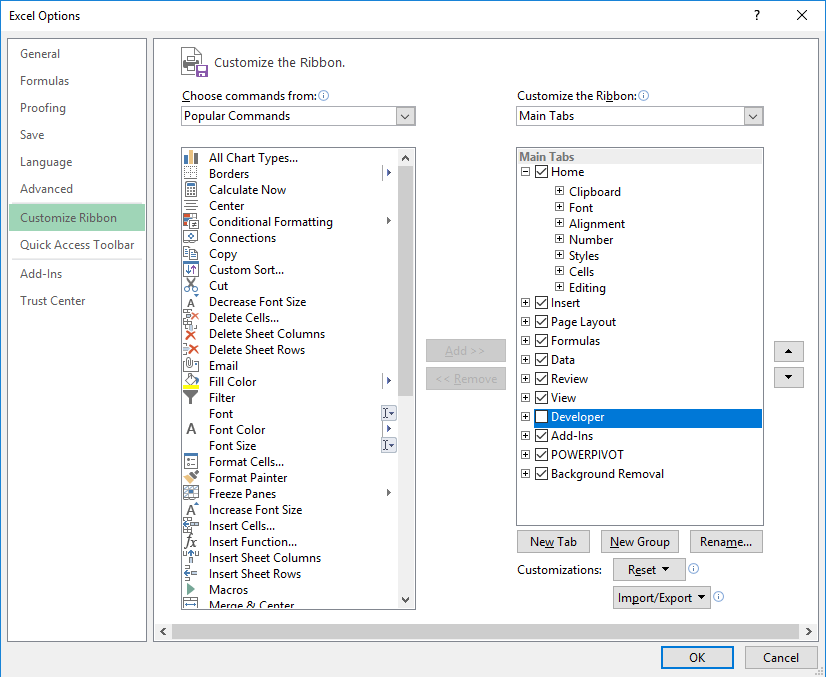 Excel Options
?
General
Formulas
Proofing
Save
Language
Advanced
Customize Ribbon
Quick Access Toolbar
Add-Ins
Trust Center
Customize the Ribbon.
Choose commands from:
Popular Commands
All Chart Types...
Borders
Calculate Now
Center
Conditional Formatting
Connections
Copy
Custom Sort...
Cut
Decrease Font Size
Delete Cells...
Delete Sheet Columns
Delete Sheet Rows
Email
Fill Color
Filter
Font
Font Color
Font Size
Format Cells...
Format Painter
Freeze Panes
Increase Font Size
Insert Cells...
Insert Function...
Insert Sheet Columns
Insert Sheet Rows
Macros
Merge & Center
Add >>
<< Remove
Customize the Ribbon:
Main Tabs
Main Tabs
Home
Clipboard
Font
Alignment
Number
Styles
Cells
Editing
Insert
Page Layout
Formulas
Data
Review
View
Developer
Add-Ins
POWERPIVOT
Background Removal
New Tab
New Group
Rename...
Customizations:
Reset
Import/Export
OK
Cancel